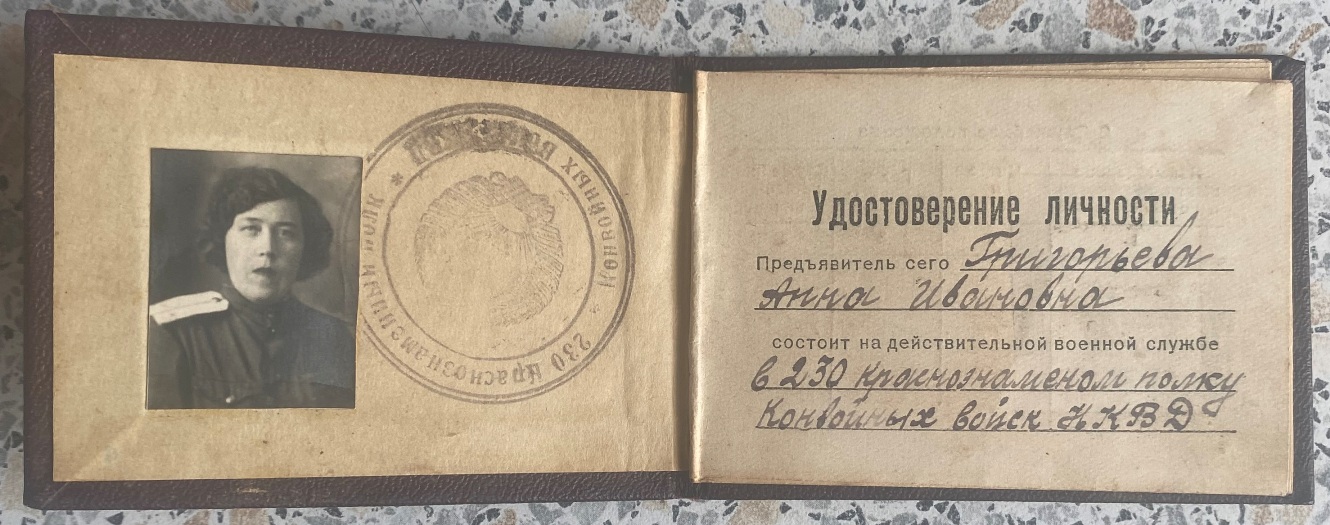 230 Краснознаменный полк * Конвойных Войск
Удостоверение личности
Предъявитель сего Григорьева
Анна Ивановна
состоит на действительной военной службе
в 230 краснознаменом полку
Конвойных войск НКВД